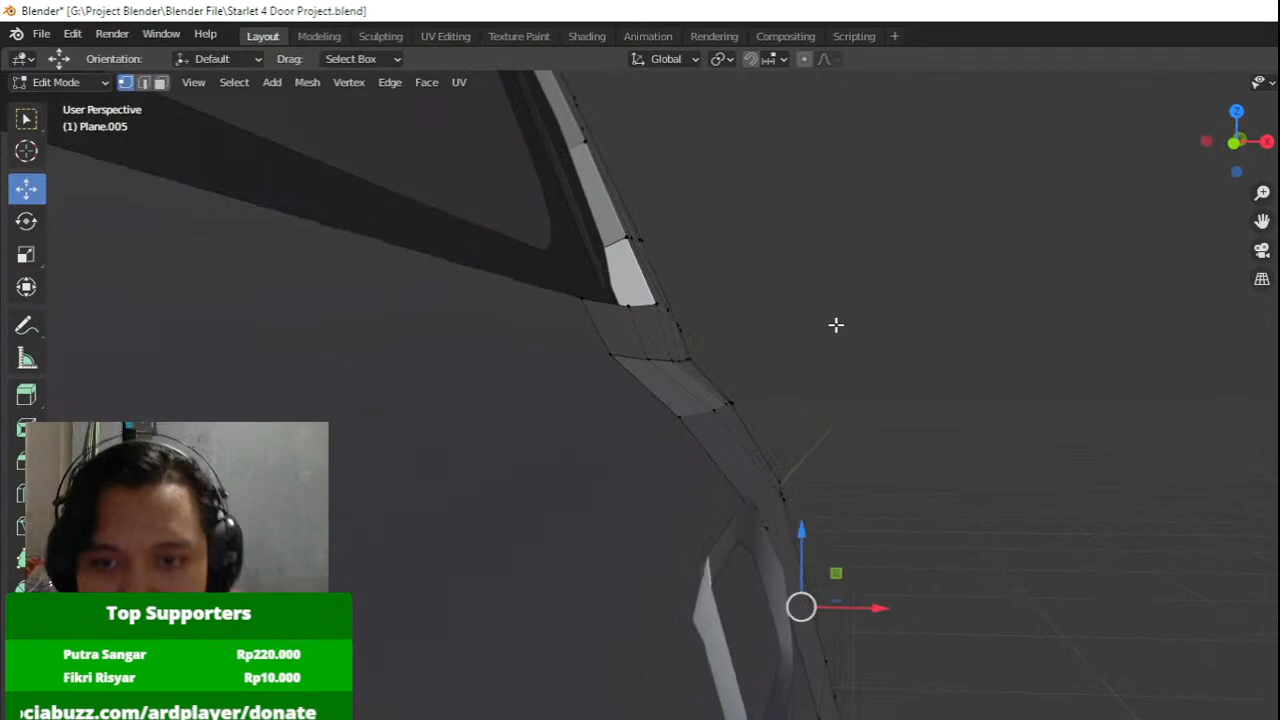 Blender* [G:\Project Blender\Blender File\Starlet 4 Door Project.blend]
File Edit Render Window Help Layout Modeling Sculpting UV Editing Texture Paint Shading Animation Rendering Compositing Scripting +
Orientation: Default Drag: Select Box Global
Edit Mode View Select Add Mesh Vertex Edge Face UV
User Perspective
(1) Plane.005
Z
X
Top Supporters
Putra Sangar Rp220.000
Fikri Risyar Rp10.000
ciabuzz.com/ardplayer/donate